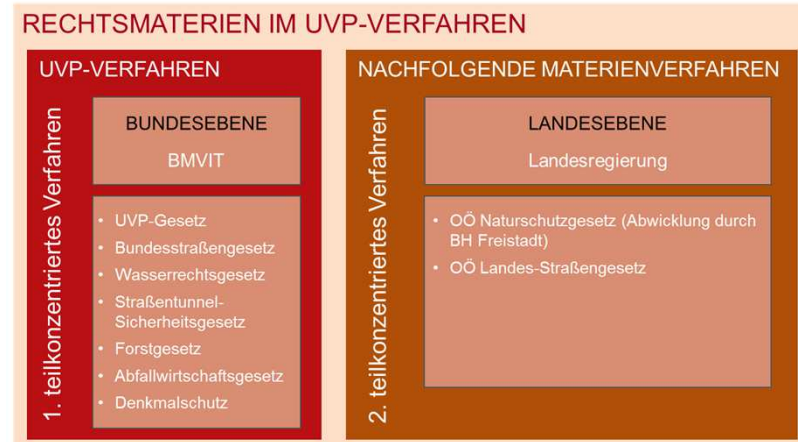 RECHTSMATERIEN IM UVP-VERFAHREN
UVP-VERFAHREN
1. teilkonzentriertes Verfahren
BUNDESEBENE
BMVIT
• UVP-Gesetz
• Bundesstraßengesetz
• Wasserrechtsgesetz
• Straßentunnel-
Sicherheitsgesetz
• Forstgesetz
• Abfallwirtschaftsgesetz
• Denkmalschutz
NACHFOLGENDE MATERIENVERFAHREN
2. teilkonzentriertes Verfahren
LANDESEBENE
Landesregierung
• OÖ Naturschutzgesetz (Abwicklung durch
BH Freistadt)
• OÖ Landes-Straßengesetz